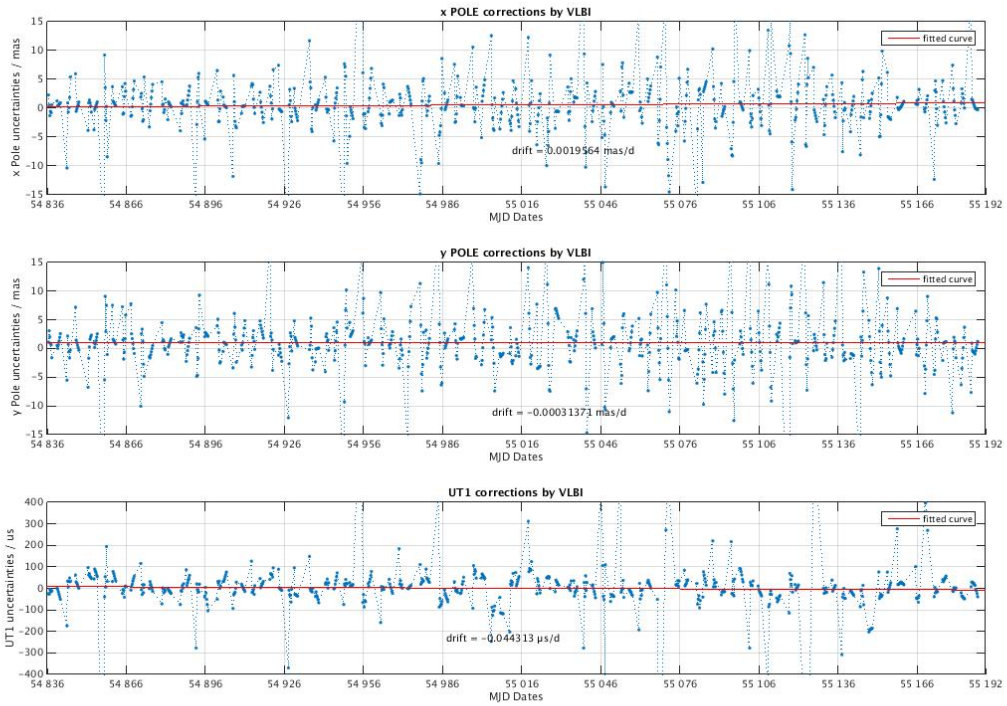 x POLE corrections by VLBI
x Pole uncertainties / mas
15
10
5
0
−5
−10
−15
fitted curve
drift = 0.0019564 mas/d
54 836 54 866 54 896 54 926 54 956 54 986 55 016 55 046 55 076 55 106 55 136 55 166 55 192
MJD Dates
y POLE corrections by VLBI
y Pole uncertainties / mas
15
10
5
0
−5
−10
−15
fitted curve
drift = −0.00031371 mas/d
54 836 54 866 54 896 54 926 54 956 54 986 55 016 55 046 55 076 55 106 55 136 55 166 55 192
MJD Dates
UT1 corrections by VLBI
UT1 uncertainties / us
400
300
200
100
0
−100
−200
−300
−400
fitted curve
drift = −0.044313 µs/d
54 836 54 866 54 896 54 926 54 956 54 986 55 016 55 046 55 076 55 106 55 136 55 166 55 192
MJD Dates